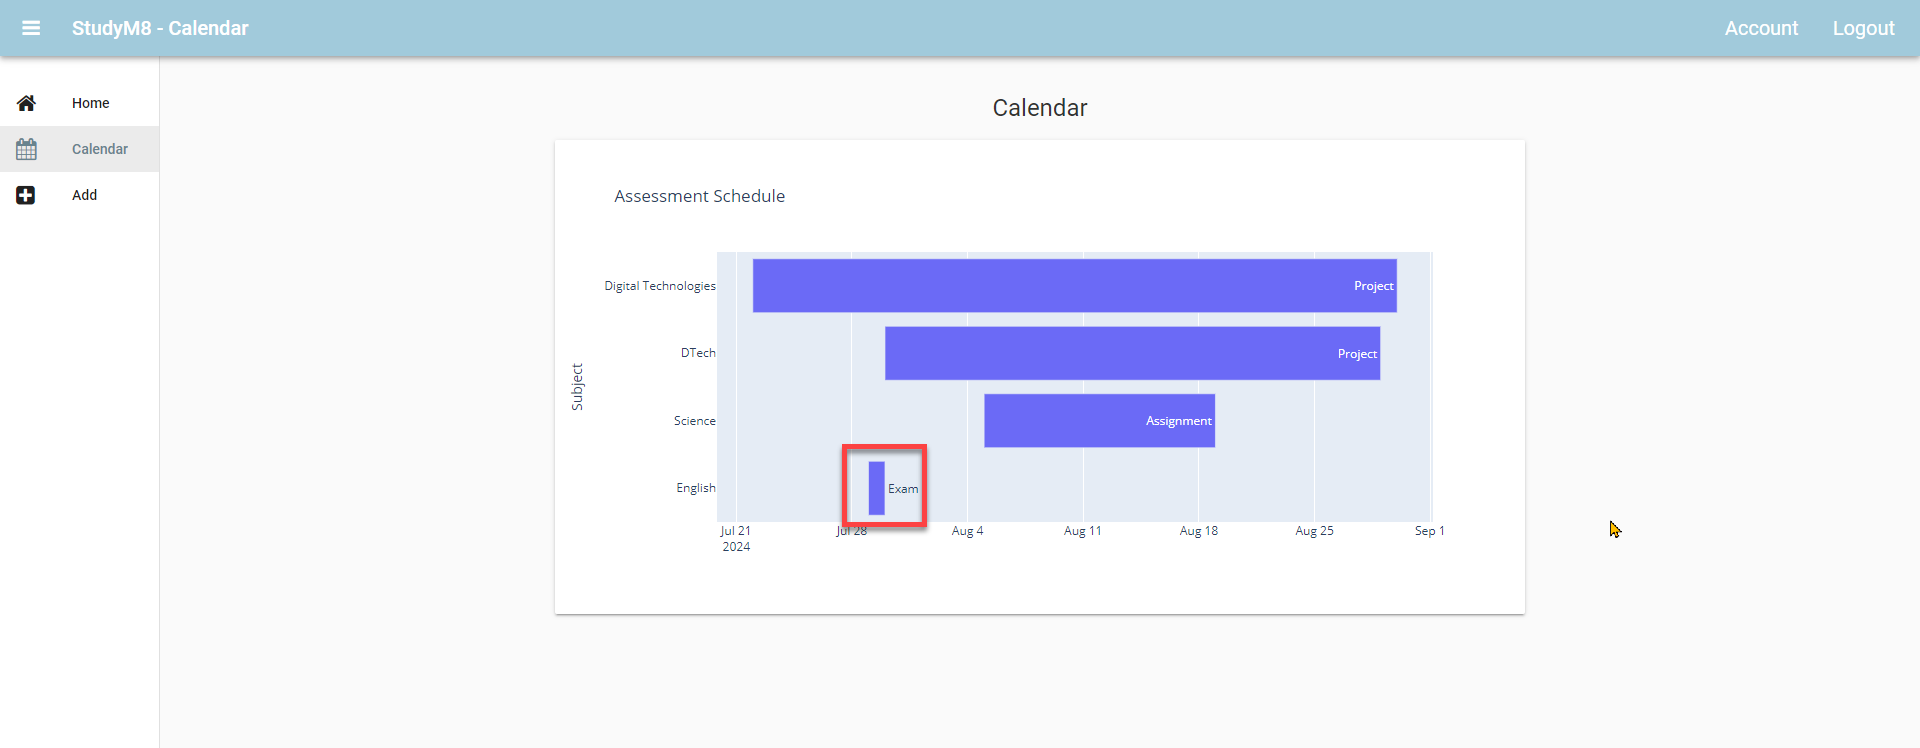 StudyM8 - Calendar
Account
Logout
Home
Calendar
Add
Calendar
Assessment Schedule
Subject
Digital Technologies
Project
DTech
Project
Science
Assignment
English
Exam
Jul 21
2024
Jul 28
Aug 4
Aug 11
Aug 18
Aug 25
Sep 1